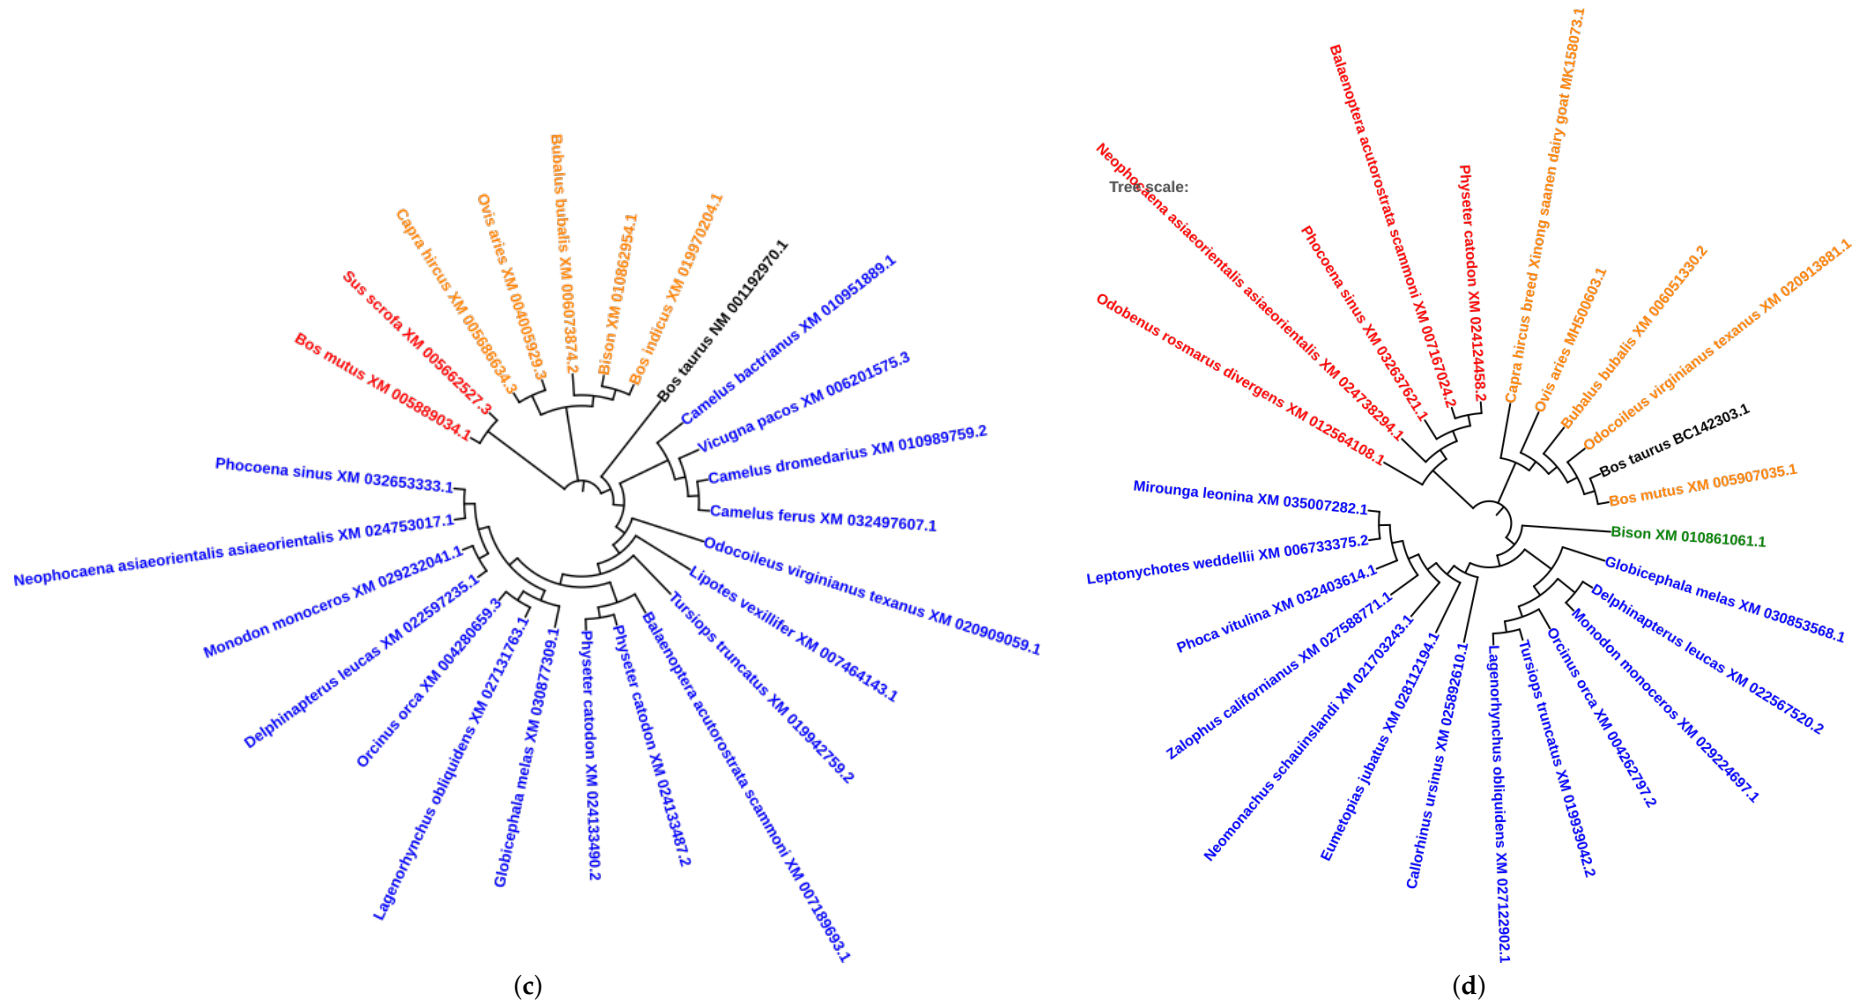 Bos mutus XM 005889034.1
Sus scrofa XM 005662527.3
Capra hircus XM 005686634.3
Ovis aries XM 004005929.3
Bubalus bubalis XM 006073874.2
Bison XM 010862954.1
Bos indicus XM 019970204.1
Bos taurus NM 001192970.1
Camelus bactrianus XM 010951889.1
Vicugna pacos XM 006201575.3
Camelus dromedarius XM 010989759.2
Camelus ferus XM 032497607.1
Odocoileus virginianus texanus XM 020909059.1
Lipotes vexillifer XM 007464143.1
Tursiops truncatus XM 019942759.2
Balaenoptera acutorostrata scammoni XM 007189693.1
Physeter catodon XM 024133487.2
Physeter catodon XM 024133490.2
Globicephala melas XM 030877309.1
Lagenorhynchus obliquidens XM 027131763.1
Orcinus orca XM 004280659.3
Delphinapterus leucas XM 022597235.1
Monodon monoceros XM 029232041.1
Neophocaena asiaeorientalis asiaeorientalis XM 024753017.1
Phocoena sinus XM 032653333.1
(c)
Tree scale:
Odobenus rosmarus divergens XM 012564108.1
Neophocaena asiaeorientalis asiaeorientalis XM 024738294.1
Phocoena sinus XM 032637621.1
Balaenoptera acutorostrata scammoni XM 007167024.2
Physeter catodon XM 024124458.2
Capra hircus breed Xinong saanen dairy goat MK158073.1
Ovis aries MH500603.1
Bubalus bubalis XM 006051330.2
Odocoileus virginianus texanus XM 020913881.1
Bos taurus BC142303.1
Bos mutus XM 005907035.1
Bison XM 010861061.1
Globicephala melas XM 030853568.1
Delphinapterus leucas XM 022567520.2
Monodon monoceros XM 029224697.1
Orcinus orca XM 004262797.2
Tursiops truncatus XM 019939042.2
Lagenorhynchus obliquidens XM 027122902.1
Callorhinus ursinus XM 025892610.1
Eumetopias jubatus XM 028112194.1
Neomonachus schauinslandi XM 021703243.1
Zalophus californianus XM 027588771.1
Phoca vitulina XM 032403614.1
Leptonychotes weddellii XM 006733375.2
Mirounga leonina XM 035007282.1
(d)